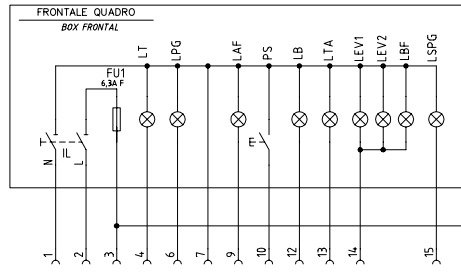 FRONTALE QUADRO
BOX FRONTAL
LT
LPG
LAF
PS
LB
LTA
LEV1
LEV2
LBF
LSPG
FU1
6,3A F
IL
N
L
1
2
3
4
6
7
9
10
12
13
14
15